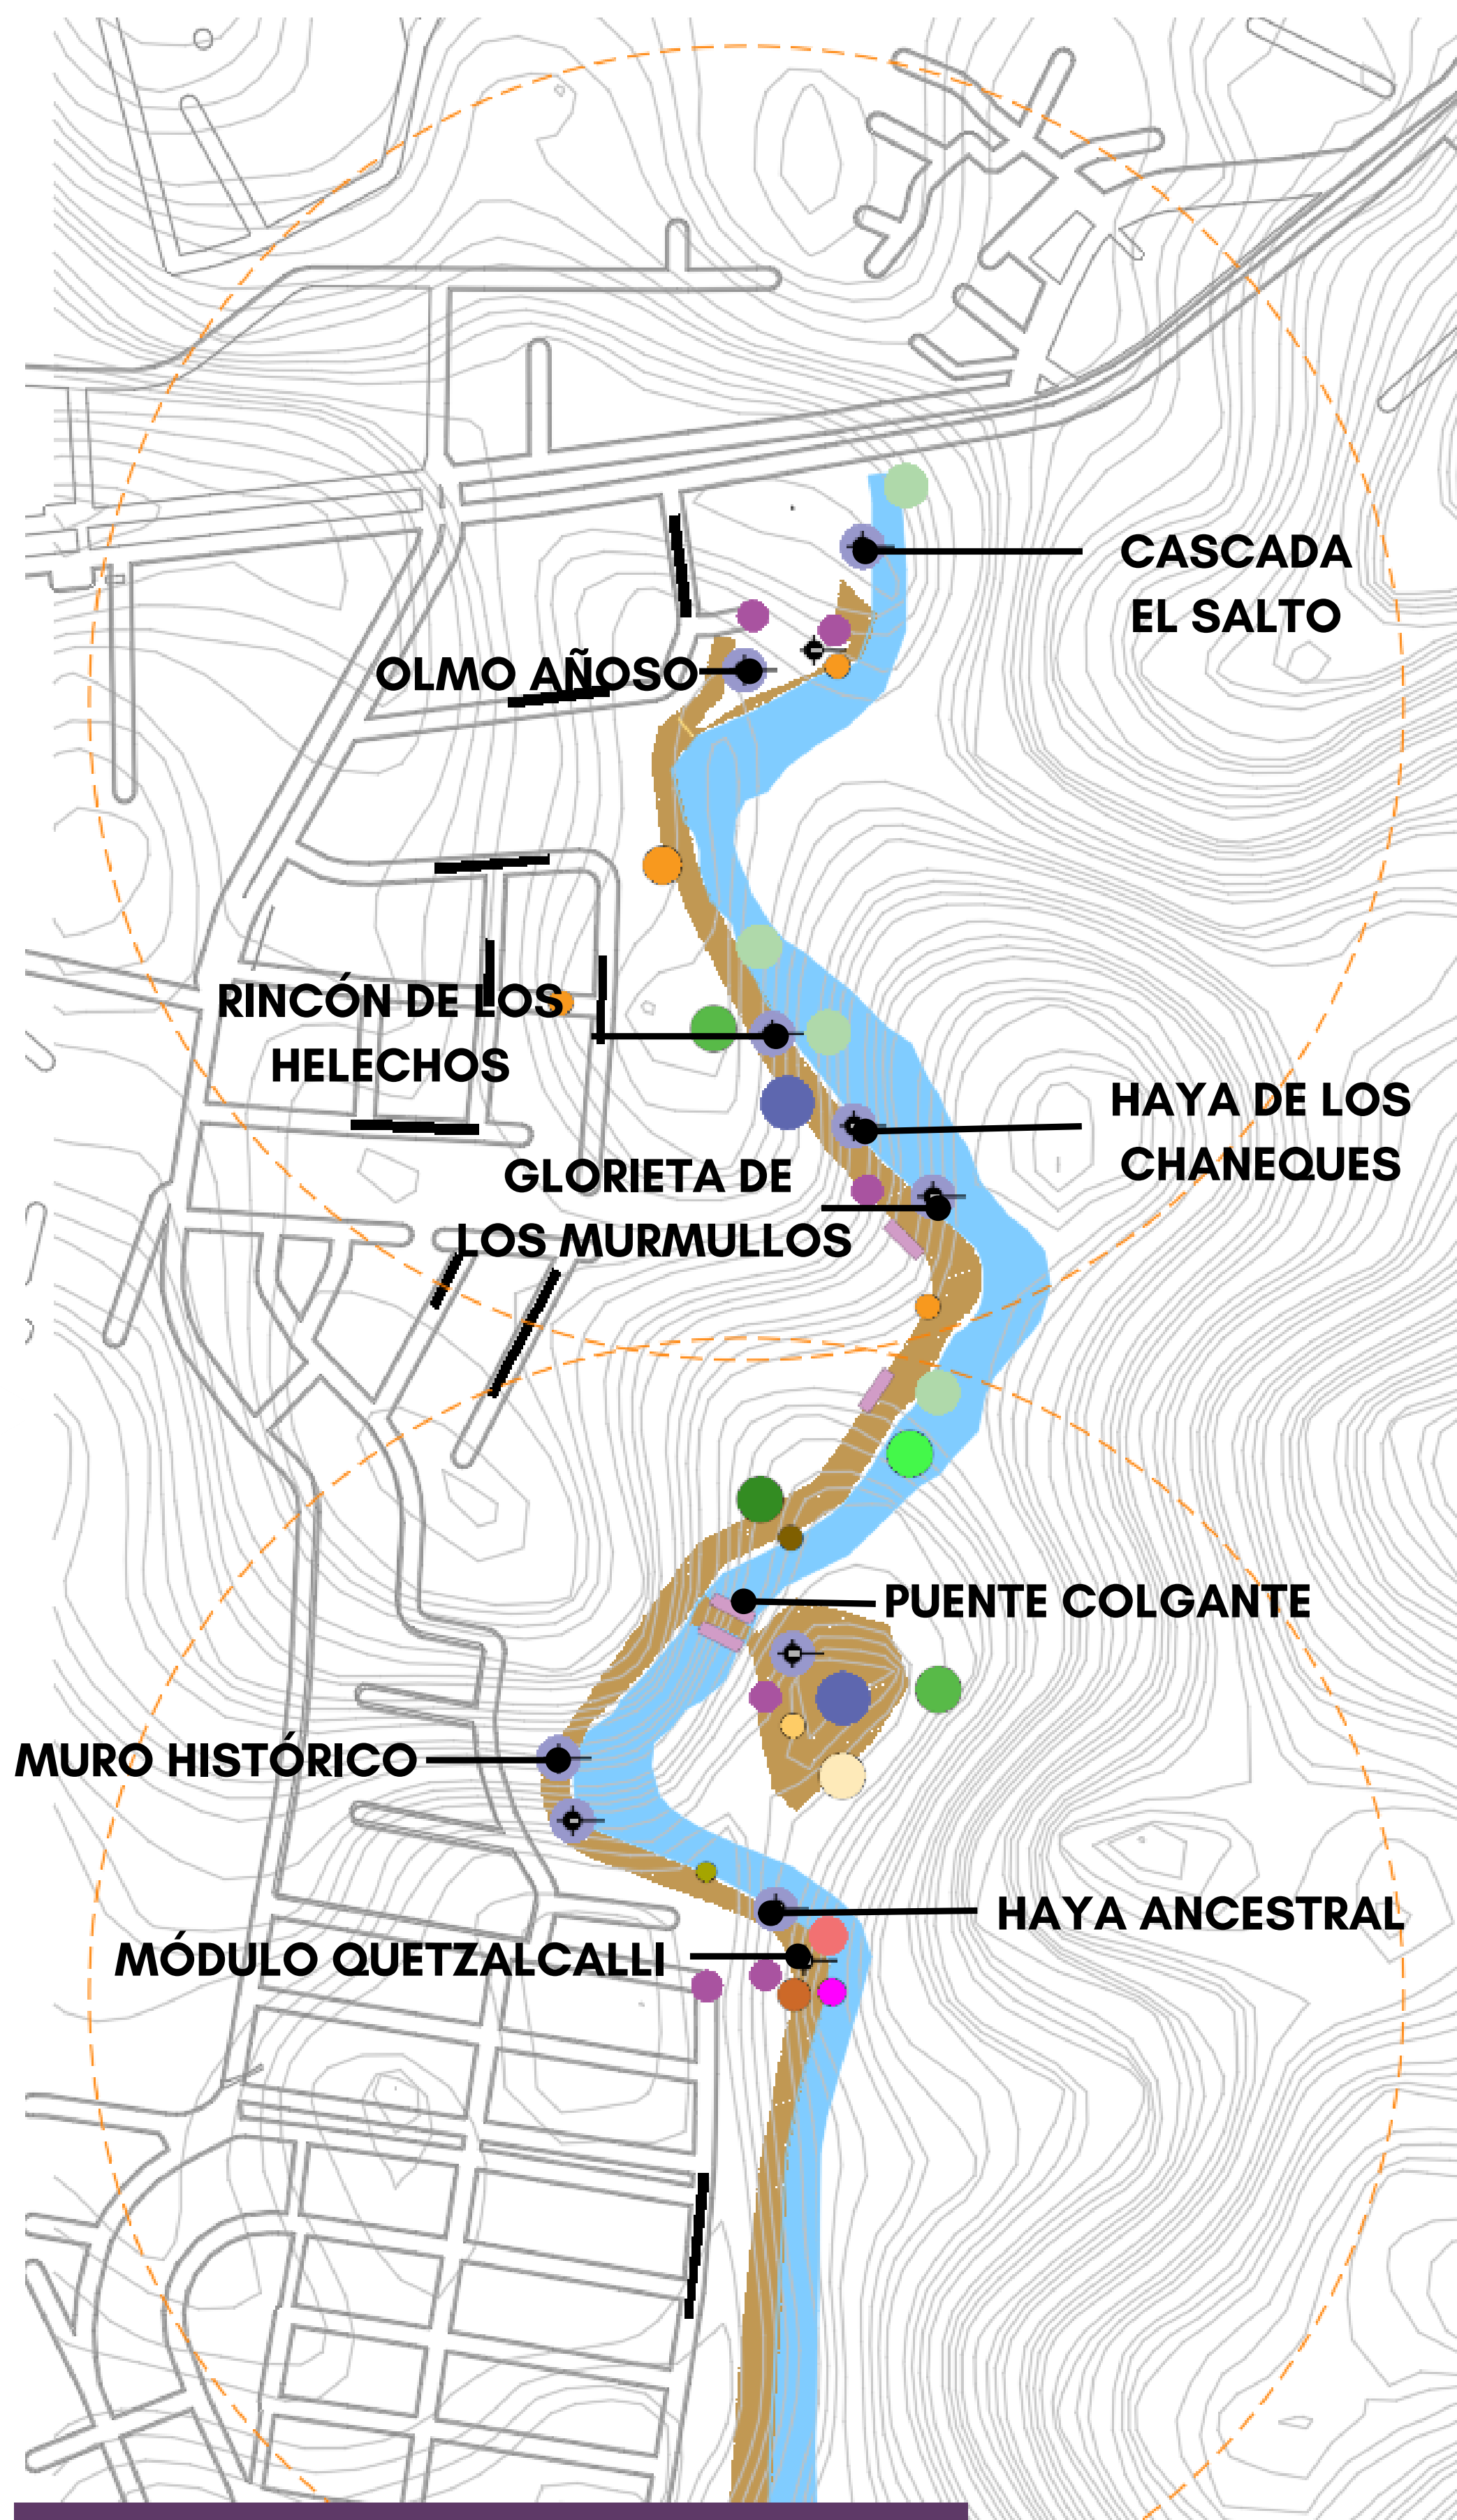 CASCADA
EL SALTO
OLMO AÑOSO
RINCÓN DE LOS
HELECHOS
HAYA DE LOS
CHANEQUES
GLORIETA DE
LOS MURMULLOS
PUENTE COLGANTE
MURO HISTÓRICO
HAYA ANCESTRAL
MÓDULO QUETZALCALLI